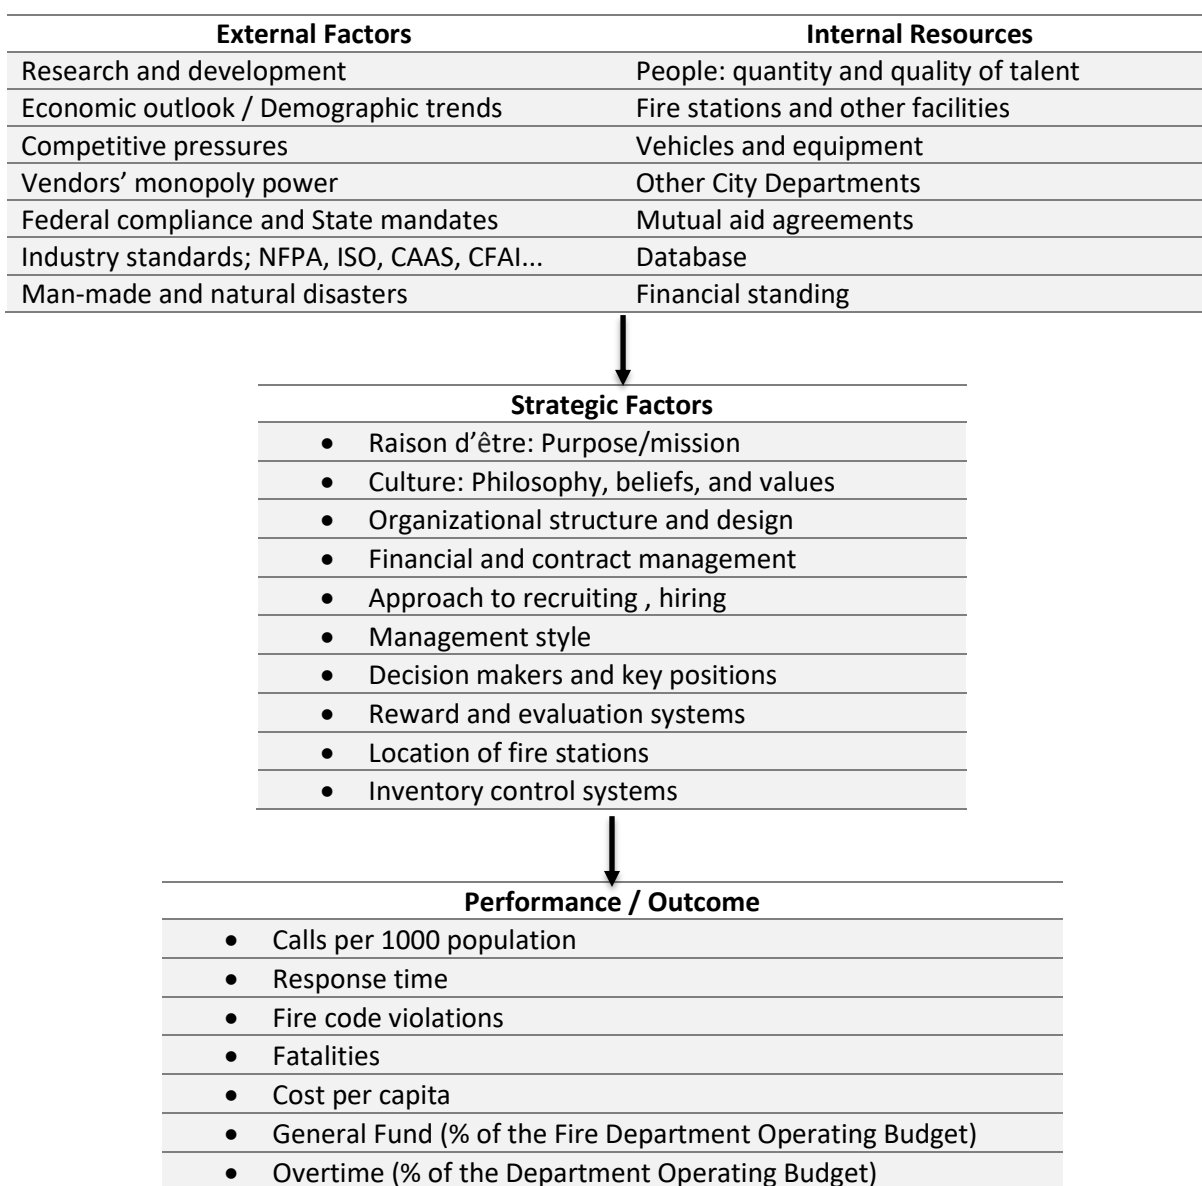 External Factors Internal Resources
Research and development People: quantity and quality of talent
Economic outlook / Demographic trends Fire stations and other facilities
Competitive pressures Vehicles and equipment
Vendors’ monopoly power Other City Departments
Federal compliance and State mandates Mutual aid agreements
Industry standards; NFPA, ISO, CAAS, CFAI... Database
Man-made and natural disasters Financial standing
Strategic Factors
• Raison d’être: Purpose/mission
• Culture: Philosophy, beliefs, and values
• Organizational structure and design
• Financial and contract management
• Approach to recruiting , hiring
• Management style
• Decision makers and key positions
• Reward and evaluation systems
• Location of fire stations
• Inventory control systems
Performance / Outcome
• Calls per 1000 population
• Response time
• Fire code violations
• Fatalities
• Cost per capita
• General Fund (% of the Fire Department Operating Budget)
• Overtime (% of the Department Operating Budget)